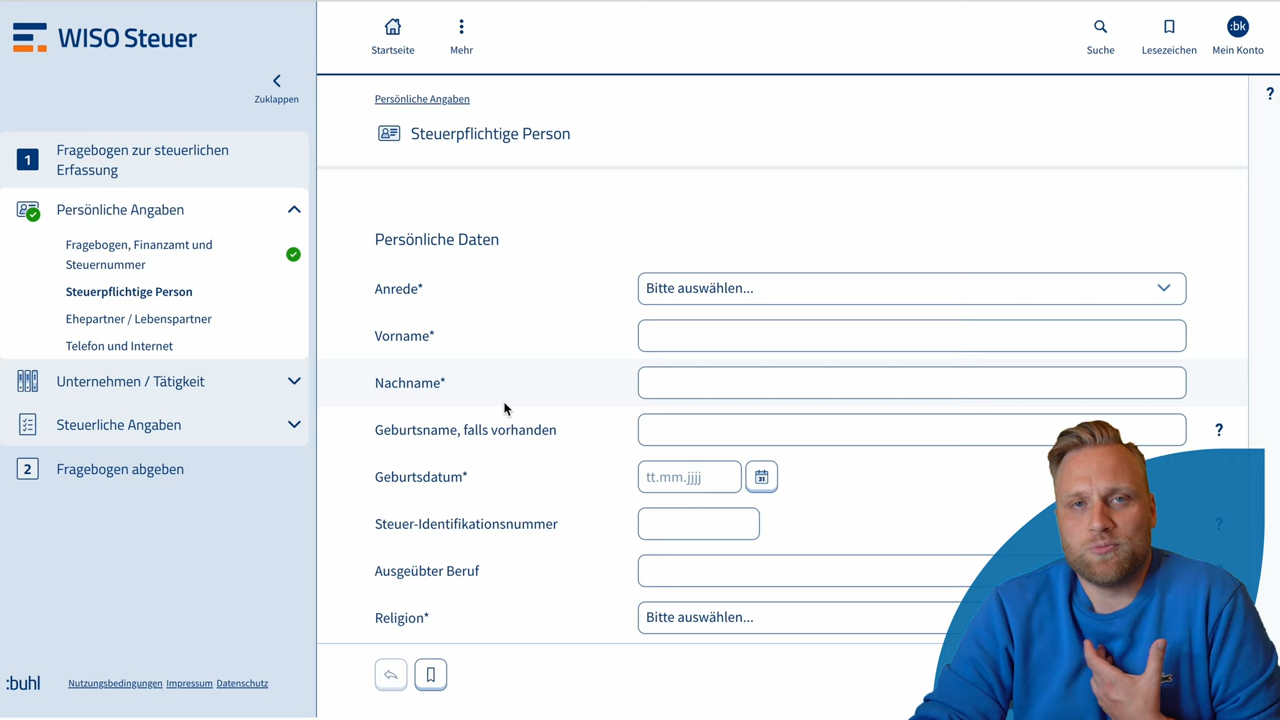 WISO Steuer
Zuklappen
1 Fragebogen zur steuerlichen
Erfassung
Persönliche Angaben
Fragebogen, Finanzamt und
Steuernummer
Steuerpflichtige Person
Ehepartner / Lebenspartner
Telefon und Internet
Unternehmen / Tätigkeit
Steuerliche Angaben
2 Fragebogen abgeben
:buhl
Nutzungsbedingungen Impressum Datenschutz
Startseite
Mehr
Suche
Lesezeichen
:bk
Mein Konto
?
Persönliche Angaben
Steuerpflichtige Person
Persönliche Daten
Anrede* Bitte auswählen...
Vorname*
Nachname*
Geburtsname, falls vorhanden ?
Geburtsdatum* tt.mm.jjjj 31
Steuer-Identifikationsnummer ?
Ausgeübter Beruf
Religion* Bitte auswählen...